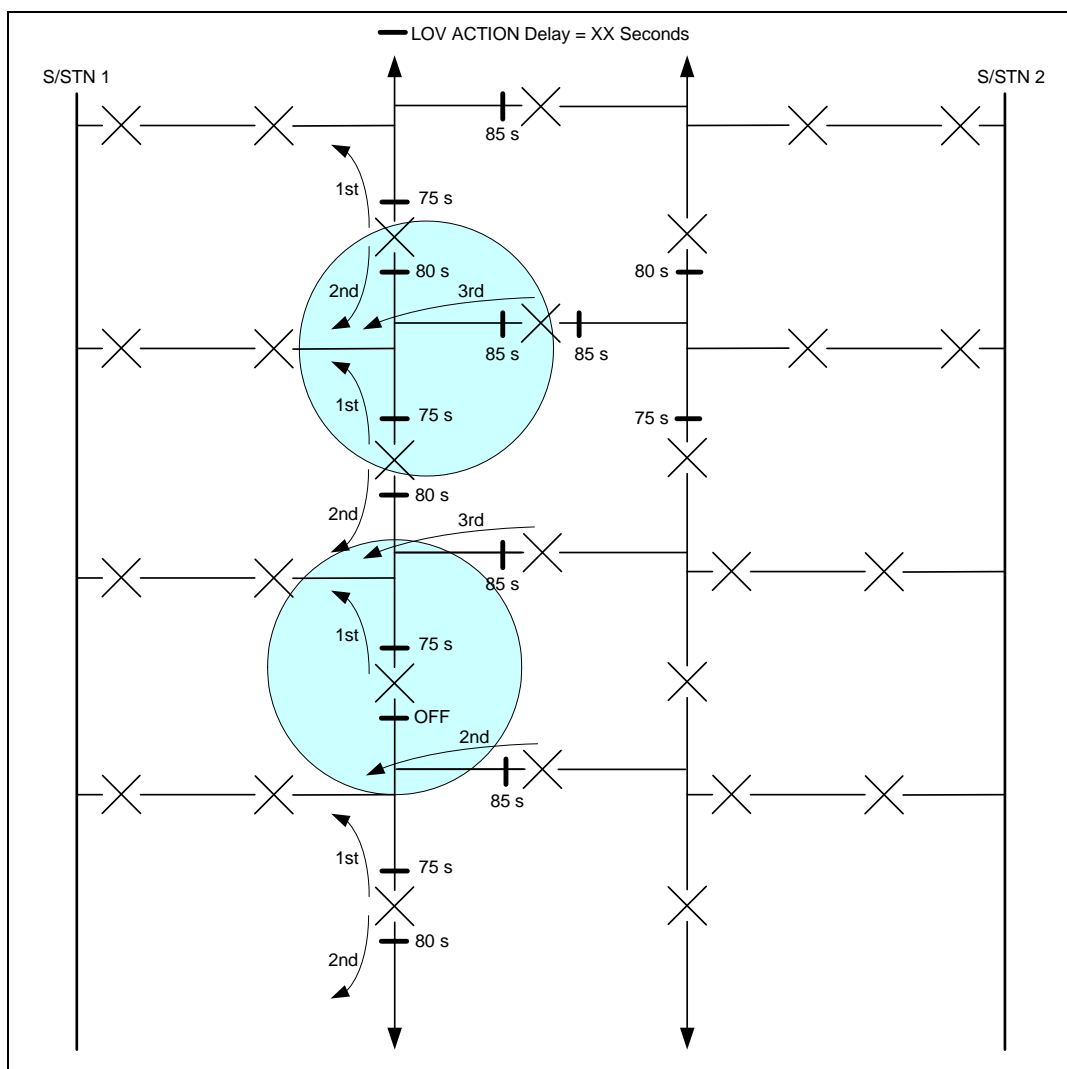 LOV ACTION Delay = XX Seconds
S/STN 1
S/STN 2
85 s
1st
75 s
80 s
80 s
2nd
3rd
85 s
85 s
1st
75 s
75 s
80 s
2nd
3rd
85 s
1st
75 s
OFF
2nd
85 s
1st
75 s
80 s
2nd